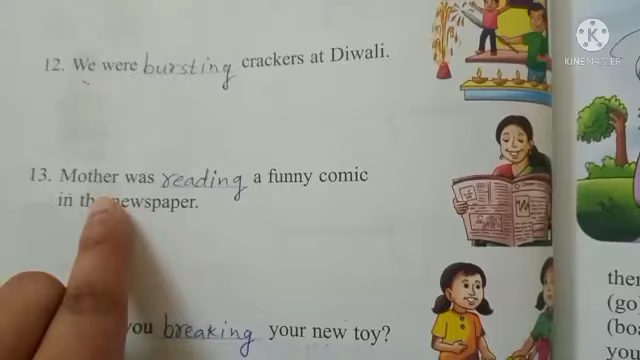 12. We were bursting crackers at Diwali.
KINEMASTER
13. Mother was reading a funny comic
in the newspaper.
you breaking your new toy?
ther
(go
(bo
you